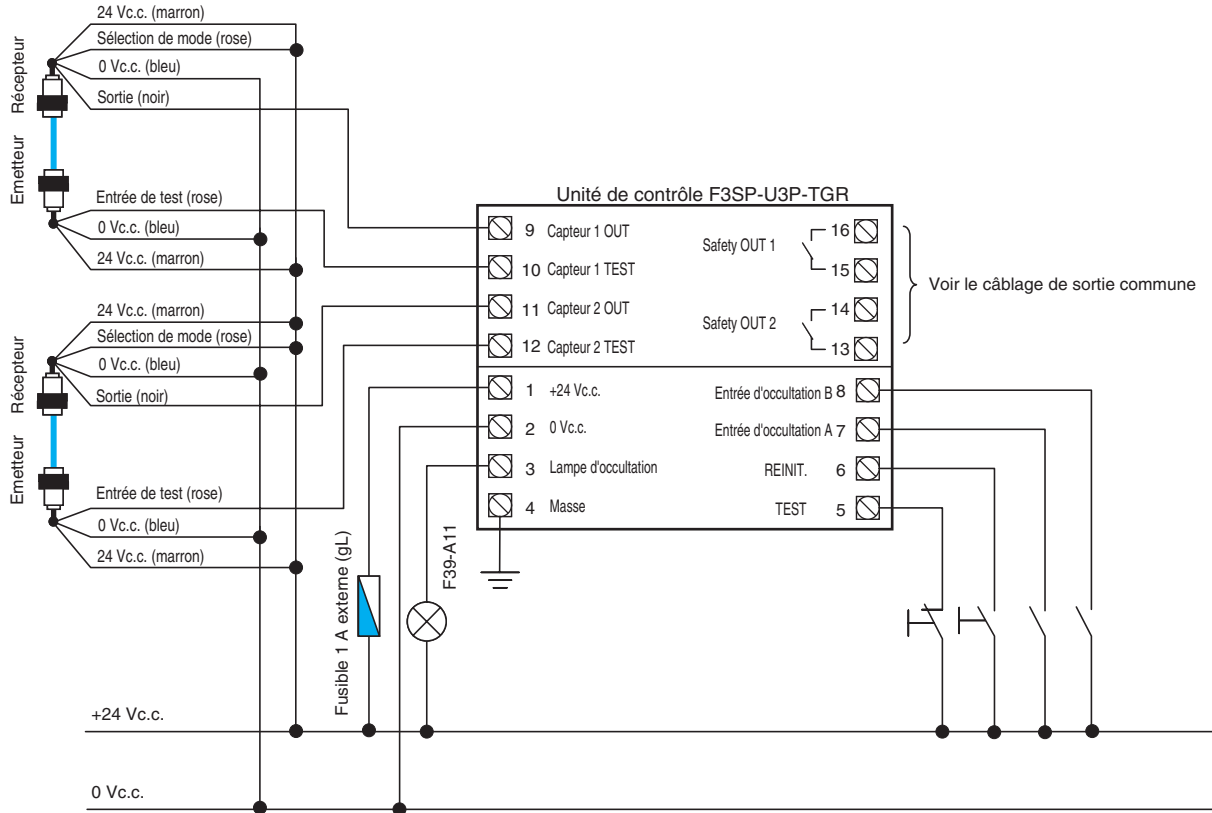 24 Vc.c. (marron)
Sélection de mode (rose)
0 Vc.c. (bleu)
Sortie (noir)
Récepteur
Emetteur
Entrée de test (rose)
0 Vc.c. (bleu)
24 Vc.c. (marron)
24 Vc.c. (marron)
Sélection de mode (rose)
0 Vc.c. (bleu)
Sortie (noir)
Récepteur
Emetteur
Entrée de test (rose)
0 Vc.c. (bleu)
24 Vc.c. (marron)
Unité de contrôle F3SP-U3P-TGR
9 Capteur 1 OUT
10 Capteur 1 TEST
11 Capteur 2 OUT
12 Capteur 2 TEST
Safety OUT 1
16
15
Safety OUT 2
14
13
Voir le câblage de sortie commune
1 +24 Vc.c.
2 0 Vc.c.
3 Lampe d'occultation
4 Masse
Entrée d'occultation B 8
Entrée d'occultation A 7
REINIT. 6
TEST 5
Fusible 1 A externe (gL)
F39-A11
+24 Vc.c.
0 Vc.c.